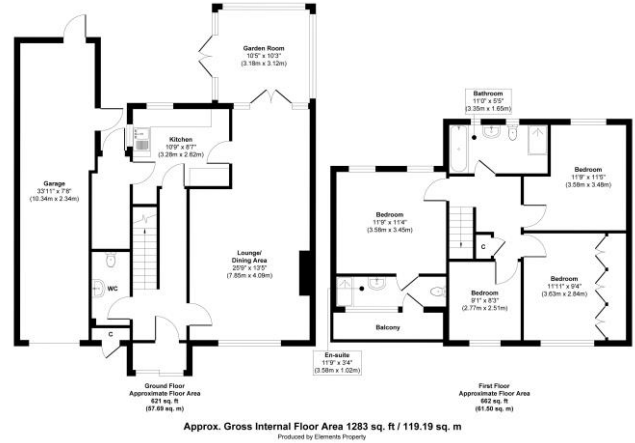 Garden Room
10'5" x 10'3"
(3.18m x 3.12m)
Kitchen
10'9" x 8'7"
(3.28m x 2.62m)
Garage
33'11" x 7'8"
(10.34m x 2.34m)
Lounge/
Dining Area
25'9" x 13'5"
(7.85m x 4.09m)
WC
C
Ground Floor
Approximate Floor Area
621 sq. ft
(57.69 sq. m)
Bathroom
11'0" x 5'5"
(3.35m x 1.65m)
Bedroom
11'9" x 11'5"
(3.58m x 3.48m)
Bedroom
11'9" x 11'4"
(3.58m x 3.45m)
C
Bedroom
9'1" x 8'3"
(2.77m x 2.51m)
Bedroom
11'11" x 9'4"
(3.63m x 2.84m)
Balcony
En-suite
11'9" x 3'4"
(3.58m x 1.02m)
First Floor
Approximate Floor Area
662 sq. ft
(61.50 sq. m)
Approx. Gross Internal Floor Area 1283 sq. ft / 119.19 sq. m
Produced by Elements Property